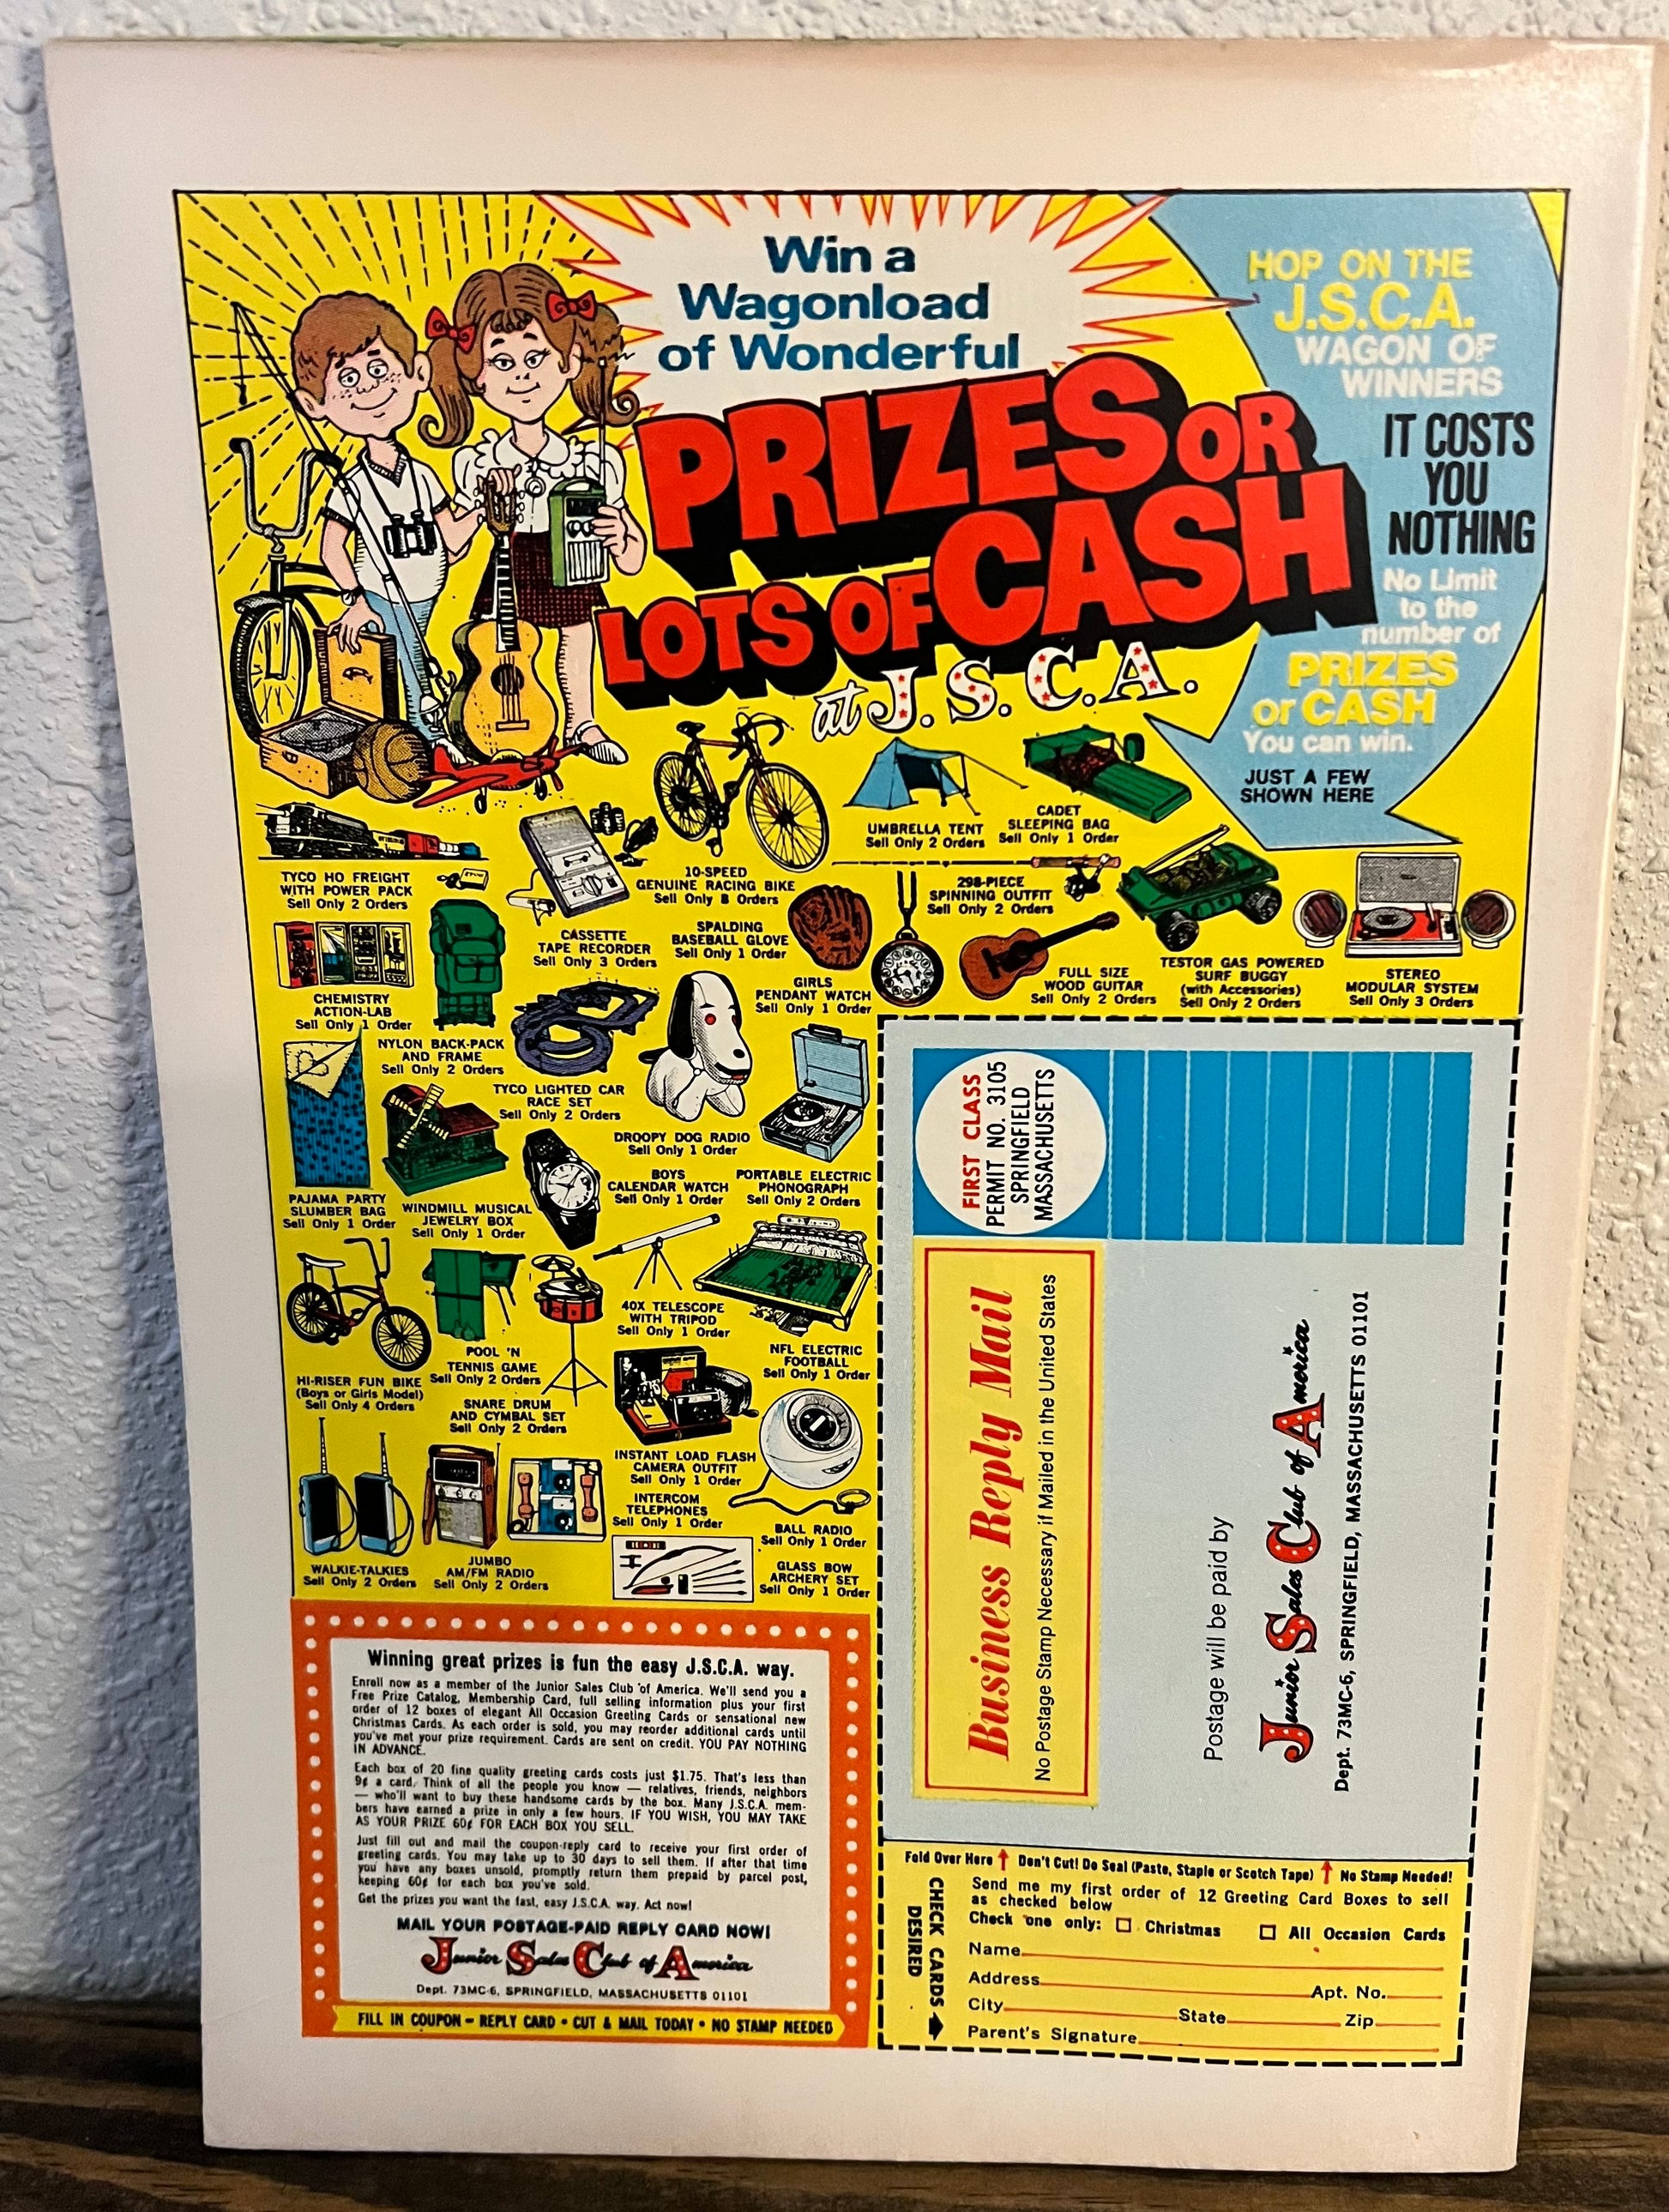 Win a
Wagonload
of Wonderful
PRIZES OR
LOTS OF CASH
at J.S.C.A.
HOP ON THE
J.S.C.A.
WAGON OF
WINNERS
IT COSTS
YOU
NOTHING
No Limit
to the
number of
PRIZES
or CASH
You can win.
JUST A FEW
SHOWN HERE
TYCO HO FREIGHT
WITH POWER PACK
Sell Only 2 Orders
CASSETTE
TAPE RECORDER
Sell Only 3 Orders
10-SPEED
GENUINE RACING BIKE
Sell Only 8 Orders
UMBRELLA TENT
Sell Only 2 Orders
CADET
SLEEPING BAG
Sell Only 1 Order
SPALDING
BASEBALL GLOVE
Sell Only 1 Order
298-PIECE
SPINNING OUTFIT
Sell Only 2 Orders
CHEMISTRY
ACTION-LAB
Sell Only 1 Order
GIRLS
PENDANT WATCH
Sell Only 1 Order
FULL SIZE
WOOD GUITAR
Sell Only 2 Orders
TESTOR GAS POWERED
SURF BUGGY
(with Accessories)
Sell Only 2 Orders
STEREO
MODULAR SYSTEM
Sell Only 3 Orders
NYLON BACK-PACK
AND FRAME
Sell Only 2 Orders
TYCO LIGHTED CAR
RACE SET
Sell Only 2 Orders
DROOPY DOG RADIO
Sell Only 1 Order
PAJAMA PARTY
SLUMBER BAG
Sell Only 1 Order
WINDMILL MUSICAL
JEWELRY BOX
Sell Only 1 Order
BOYS
CALENDAR WATCH
Sell Only 1 Order
PORTABLE ELECTRIC
PHONOGRAPH
Sell Only 2 Orders
HI-RISER FUN BIKE
(Boys or Girls Model)
Sell Only 4 Orders
POOL 'N
TENNIS GAME
Sell Only 2 Orders
40X TELESCOPE
WITH TRIPOD
Sell Only 1 Order
NFL ELECTRIC
FOOTBALL
Sell Only 1 Order
SNARE DRUM
AND CYMBAL SET
Sell Only 2 Orders
INSTANT LOAD FLASH
CAMERA OUTFIT
Sell Only 1 Order
INTERCOM
TELEPHONES
Sell Only 1 Order
BALL RADIO
Sell Only 1 Order
WALKIE-TALKIES
Sell Only 2 Orders
JUMBO
AM/FM RADIO
Sell Only 2 Orders
GLASS BOW
ARCHERY SET
Sell Only 1 Order
Winning great prizes is fun the easy J.S.C.A. way.
Enroll now as a member of the Junior Sales Club of America. We'll send you a
Free Prize Catalog, Membership Card, full selling information plus your first
order of 12 boxes of elegant All Occasion Greeting Cards or sensational new
Christmas Cards. As each order is sold, you may reorder additional cards until
you've met your prize requirement. Cards are sent on credit. YOU PAY NOTHING
IN ADVANCE.
Each box of 20 fine quality greeting cards costs just $1.75. That's less than
9¢ a card. Think of all the people you know — relatives, friends, neighbors
— who'll want to buy these handsome cards by the box. Many J.S.C.A. mem-
bers have earned a prize in only a few hours. IF YOU WISH, YOU MAY TAKE
AS YOUR PRIZE 60¢ FOR EACH BOX YOU SELL.
Just fill out and mail the coupon-reply card to receive your first order of
greeting cards. You may take up to 30 days to sell them. If after that time
you have any boxes unsold, promptly return them prepaid by parcel post,
keeping 60¢ for each box you've sold.
Get the prizes you want the fast, easy J.S.C.A. way. Act now!
MAIL YOUR POSTAGE-PAID REPLY CARD NOW!
Junior Sales Club of America
Dept. 73MC-6, SPRINGFIELD, MASSACHUSETTS 01101
FILL IN COUPON – REPLY CARD • CUT & MAIL TODAY • NO STAMP NEEDED
FIRST CLASS
PERMIT NO. 3105
SPRINGFIELD
MASSACHUSETTS
Business Reply Mail
No Postage Stamp Necessary if Mailed in the United States
Postage will be paid by
Junior Sales Club of America
Dept. 73MC-6, SPRINGFIELD, MASSACHUSETTS 01101
Fold Over Here ↑ Don't Cut! Do Seal (Paste, Staple or Scotch Tape) ↑ No Stamp Needed!
CHECK CARDS
DESIRED
Send me my first order of 12 Greeting Card Boxes to sell
as checked below
Check one only: ☐ Christmas ☐ All Occasion Cards
Name
Address Apt. No.
City State Zip
Parent's Signature